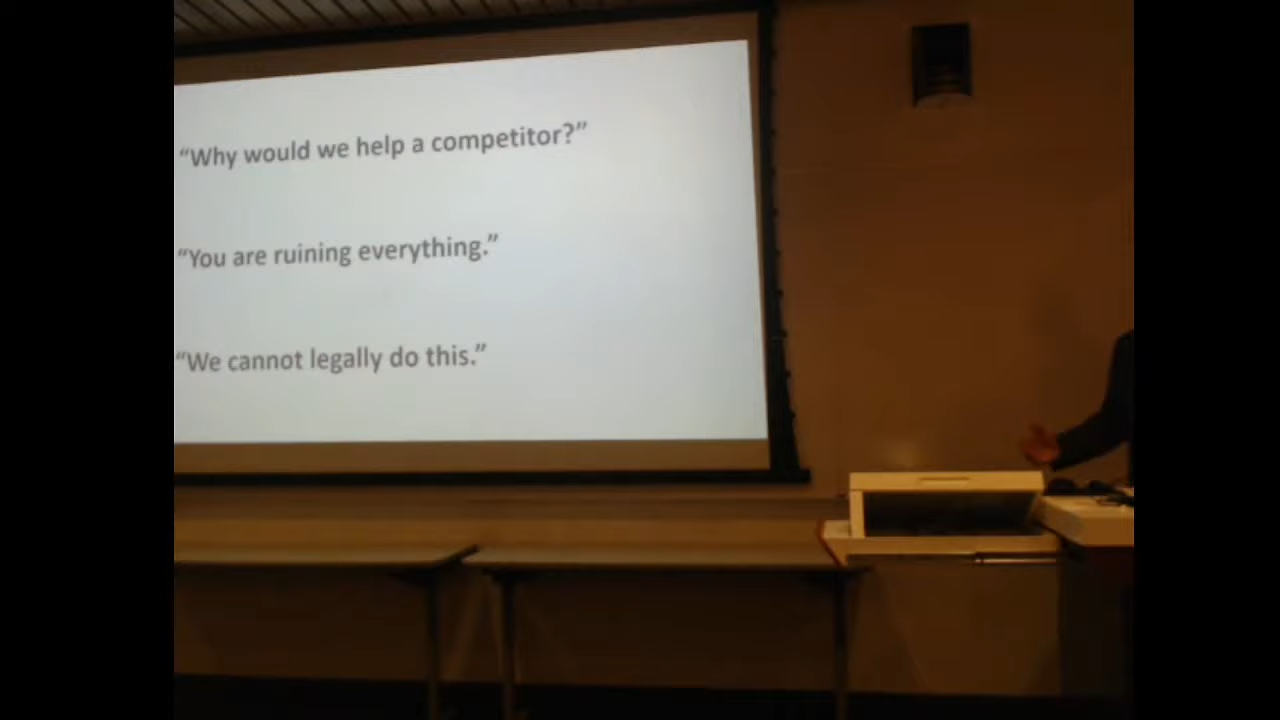 “Why would we help a competitor?”
“You are ruining everything.”
“We cannot legally do this.”